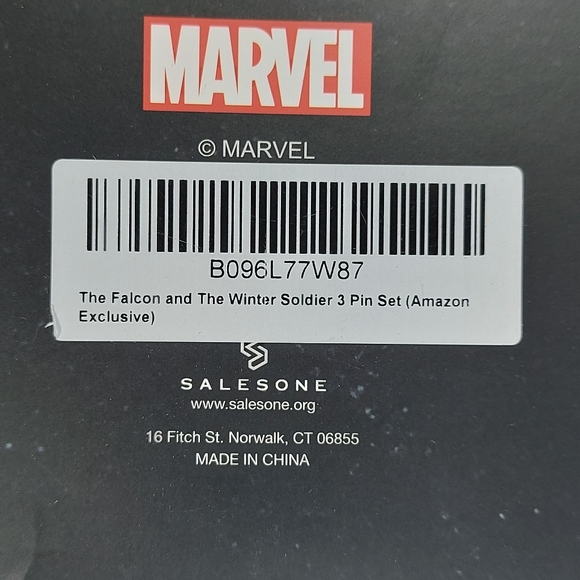 MARVEL
© MARVEL
B096L77W87
The Falcon and The Winter Soldier 3 Pin Set (Amazon
Exclusive)
SALESONE
www.salesone.org
16 Fitch St. Norwalk, CT 06855
MADE IN CHINA